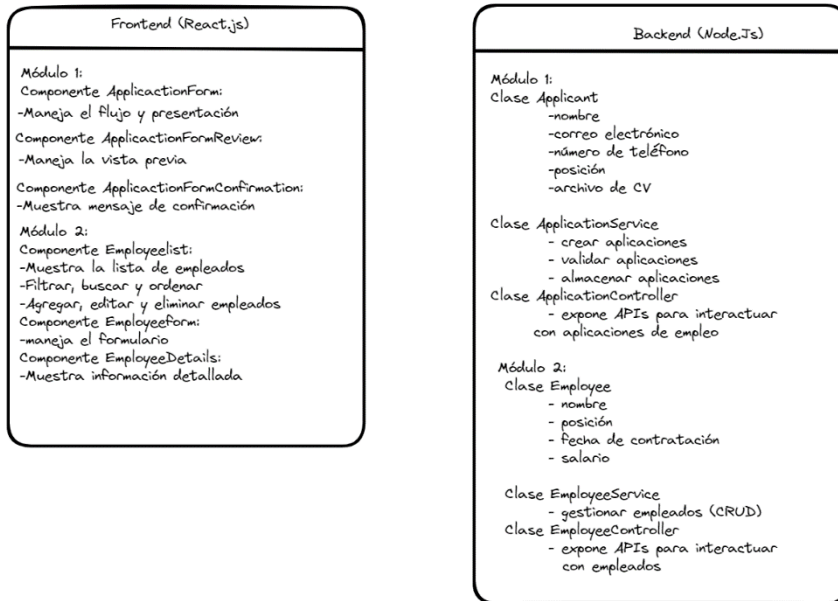 Frontend (React.js)
Módulo 1:
Componente ApplicactionForm:
-Maneja el flujo y presentación
Componente ApplicactionFormReview:
-Maneja la vista previa
Componente ApplicactionFormConfirmation:
-Muestra mensaje de confirmación
Módulo 2:
Componente Employeelist:
-Muestra la lista de empleados
-Filtrar, buscar y ordenar
-Agregar, editar y eliminar empleados
Componente Employeeform:
-maneja el formulario
Componente EmployeeDetails:
-Muestra información detallada
Backend (Node.Js)
Módulo 1:
Clase Applicant
-nombre
-correo electrónico
-número de teléfono
-posición
-archivo de CV
Clase ApplicationService
- crear aplicaciones
- validar aplicaciones
- almacenar aplicaciones
Clase ApplicationController
- expone APIs para interactuar
con aplicaciones de empleo
Módulo 2:
Clase Employee
- nombre
- posición
- fecha de contratación
- salario
Clase EmployeeService
- gestionar empleados (CRUD)
Clase EmployeeController
- expone APIs para interactuar
con empleados